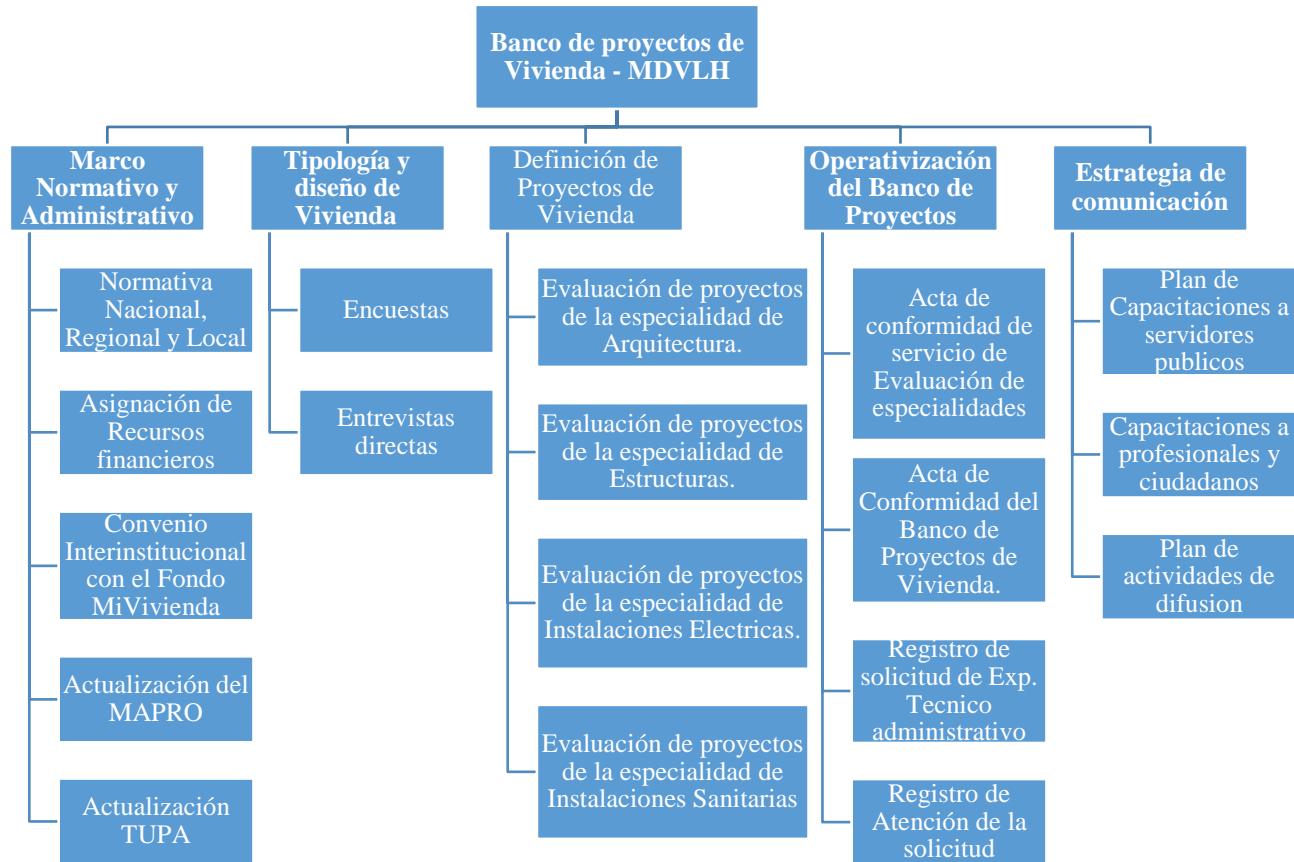 Banco de proyectos de
Vivienda - MDVLH
Marco
Normativo y
Administrativo
Normativa
Nacional,
Regional y Local
Asignación de
Recursos
financieros
Convenio
Interinstitucional
con el Fondo
MiVivienda
Actualización del
MAPRO
Actualización
TUPA
Tipología y
diseño de
Vivienda
Encuestas
Entrevistas
directas
Definición de
Proyectos de
Vivienda
Evaluación de proyectos
de la especialidad de
Arquitectura.
Evaluación de proyectos
de la especialidad de
Estructuras.
Evaluación de proyectos
de la especialidad de
Instalaciones Electricas.
Evaluación de proyectos
de la especialidad de
Instalaciones Sanitarias
Operativización
del Banco de
Proyectos
Acta de
conformidad de
servicio de
Evaluación de
especialidades
Acta de
Conformidad del
Banco de
Proyectos de
Vivienda.
Registro de
solicitud de Exp.
Tecnico
administrativo
Registro de
Atención de la
solicitud
Estrategia de
comunicación
Plan de
Capacitaciones a
servidores
publicos
Capacitaciones a
profesionales y
ciudadanos
Plan de
actividades de
difusion